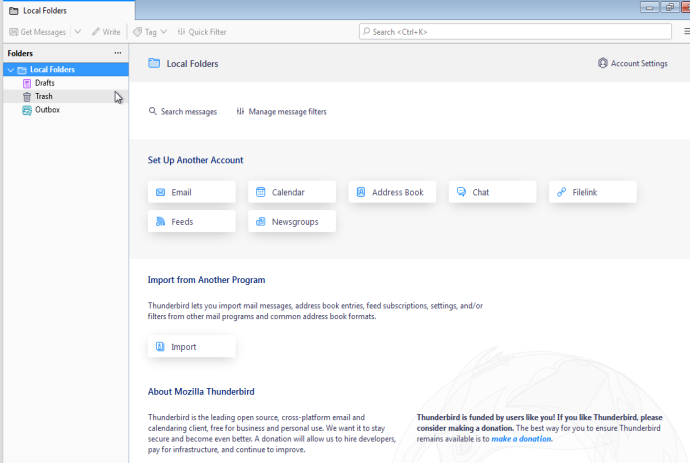 Local Folders
Get Messages Write Tag Quick Filter Search <Ctrl+K>
Folders ...
Local Folders
Drafts
Trash
Outbox
Local Folders Account Settings
Search messages Manage message filters
Set Up Another Account
Email Calendar Address Book Chat Filelink
Feeds Newsgroups
Import from Another Program
Thunderbird lets you import mail messages, address book entries, feed subscriptions, settings, and/or
filters from other mail programs and common address book formats.
Import
About Mozilla Thunderbird
Thunderbird is the leading open source, cross-platform email and
calendaring client, free for business and personal use. We want it to stay
secure and become even better. A donation will allow us to hire developers,
pay for infrastructure, and continue to improve.
Thunderbird is funded by users like you! If you like Thunderbird, please
consider making a donation. The best way for you to ensure Thunderbird
remains available is to make a donation.